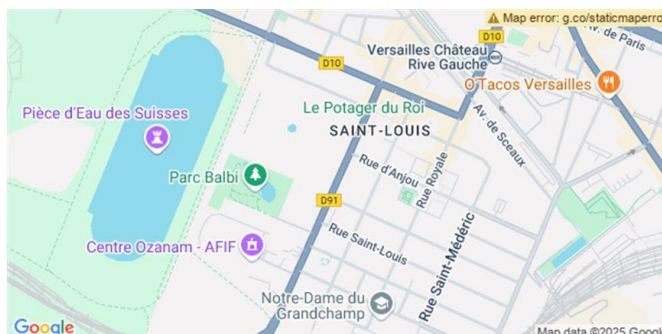 Map error: g.co/staticmaperro
D10
Av. de Paris
Versailles Château
Rive Gauche
D10
O'Tacos Versailles
Pièce d'Eau des Suisses
Le Potager du Roi
SAINT-LOUIS
Av. de Sceaux
Rue d'Anjou
Parc Balbi
Rue Royale
D91
Centre Ozanam - AFIF
Rue Saint-Louis
Rue Saint-Médéric
Notre-Dame du
Grandchamp
Google
Map data ©2025 Google